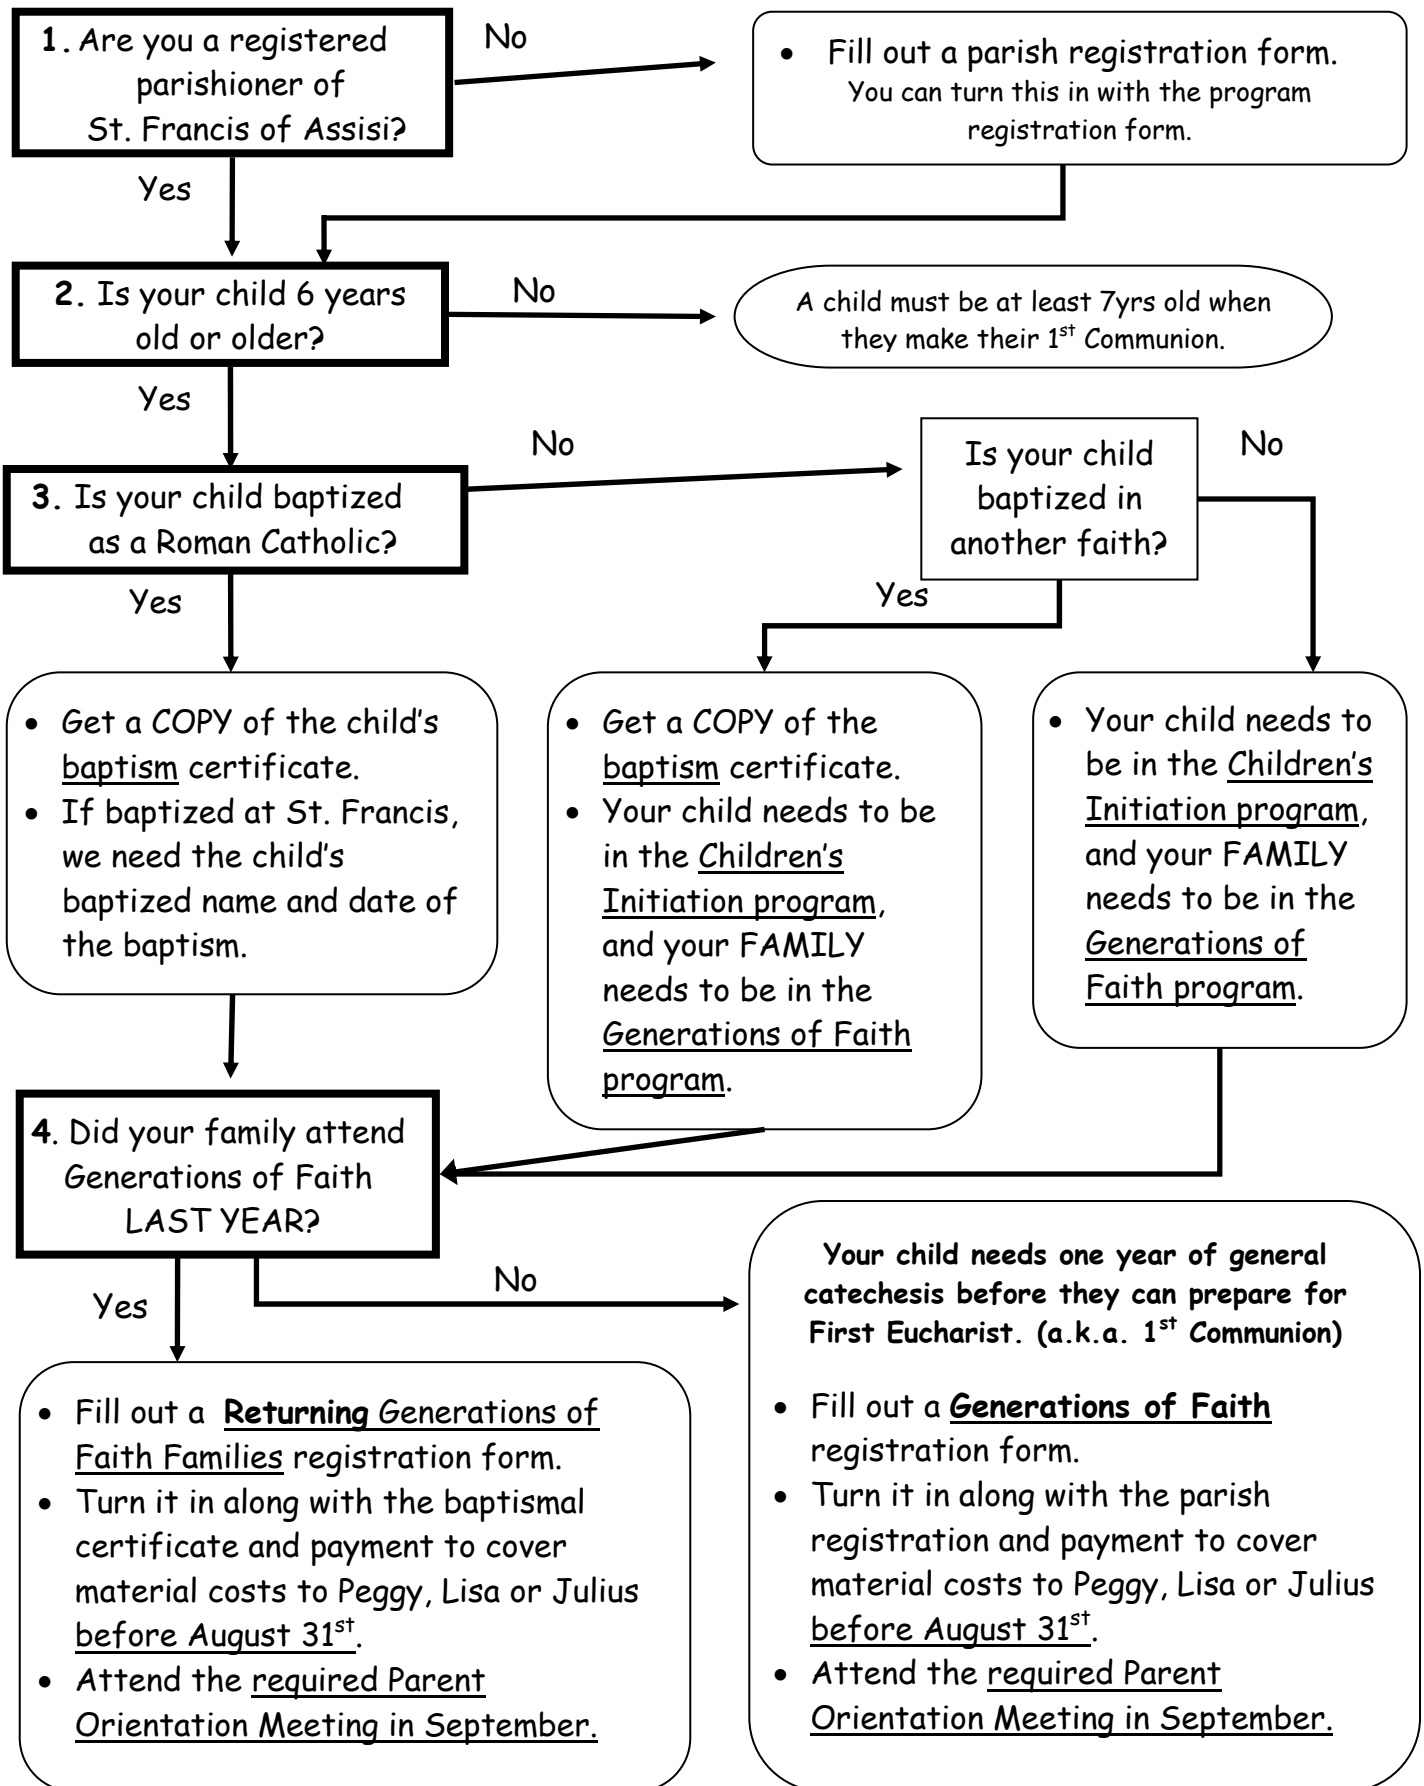 1. Are you a registered
parishioner of
St. Francis of Assisi?
No
• Fill out a parish registration form.
You can turn this in with the program
registration form.
Yes
2. Is your child 6 years
old or older?
No
A child must be at least 7yrs old when
they make their 1st Communion.
Yes
3. Is your child baptized
as a Roman Catholic?
No
Is your child
baptized in
another faith?
No
Yes
Yes
• Get a COPY of the child's
baptism certificate.
• If baptized at St. Francis,
we need the child's
baptized name and date of
the baptism.
• Get a COPY of the
baptism certificate.
• Your child needs to be
in the Children's
Initiation program,
and your FAMILY
needs to be in the
Generations of Faith
program.
• Your child needs to
be in the Children's
Initiation program,
and your FAMILY
needs to be in the
Generations of
Faith program.
4. Did your family attend
Generations of Faith
LAST YEAR?
Yes
No
• Fill out a Returning Generations of
Faith Families registration form.
• Turn it in along with the baptismal
certificate and payment to cover
material costs to Peggy, Lisa or Julius
before August 31st.
• Attend the required Parent
Orientation Meeting in September.
Your child needs one year of general
catechesis before they can prepare for
First Eucharist. (a.k.a. 1st Communion)
• Fill out a Generations of Faith
registration form.
• Turn it in along with the parish
registration and payment to cover
material costs to Peggy, Lisa or Julius
before August 31st.
• Attend the required Parent
Orientation Meeting in September.